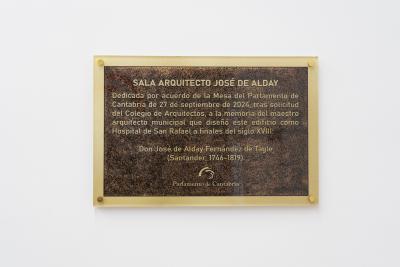 SALA ARQUITECTO JOSÉ DE ALDAY
Dedicada por acuerdo de la Mesa del Parlamento de
Cantabria de 27 de septiembre de 2024, tras solicitud
del Colegio de Arquitectos, a la memoria del maestro
arquitecto municipal que diseñó este edificio como
Hospital de San Rafael a finales del siglo XVIII:
Don José de Alday Fernández de Tagle
(Santander, 1746-1819).
Parlamento de Cantabria